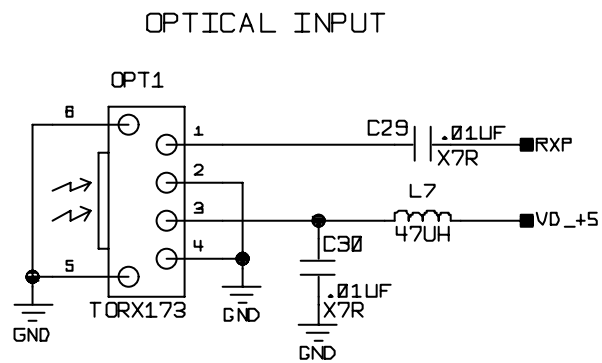 OPTICAL INPUT
OPT1
6
1
C29
.01UF
X7R
RXP
2
L7
3
47UH
VD_+5
4
C30
5
.01UF
X7R
TORX173
GND
GND
GND